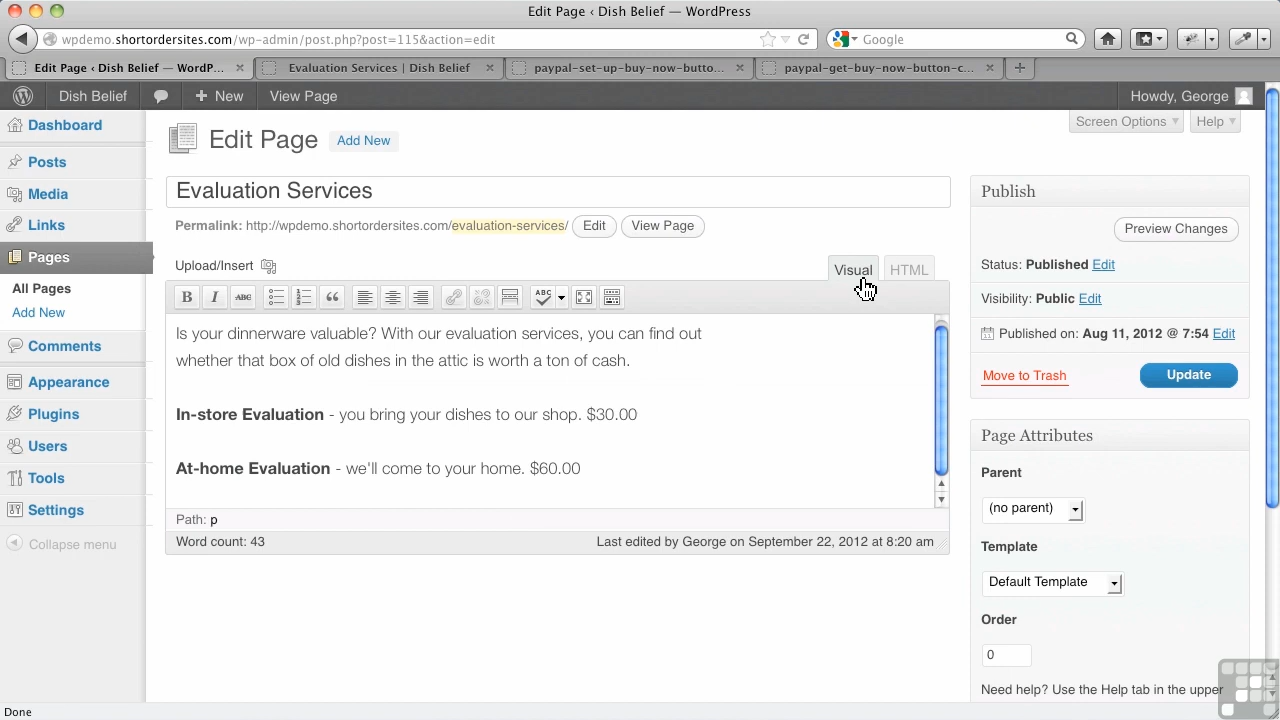 Edit Page ‹ Dish Belief — WordPress
wpdemo.shortordersites.com/wp-admin/post.php?post=115&action=edit
Google
Edit Page ‹ Dish Belief — WordP...
Evaluation Services | Dish Belief
paypal-set-up-buy-now-butto...
paypal-get-buy-now-button-c...
Dish Belief
New
View Page
Howdy, George
Screen Options
Help
Dashboard
Posts
Media
Links
Pages
All Pages
Add New
Comments
Appearance
Plugins
Users
Tools
Settings
Collapse menu
Edit Page
Add New
Evaluation Services
Permalink: http://wpdemo.shortordersites.com/evaluation-services/ Edit View Page
Upload/Insert
Visual
HTML
B I ABC
ABC
Is your dinnerware valuable? With our evaluation services, you can find out
whether that box of old dishes in the attic is worth a ton of cash.
In-store Evaluation - you bring your dishes to our shop. $30.00
At-home Evaluation - we'll come to your home. $60.00
Path: p
Word count: 43
Last edited by George on September 22, 2012 at 8:20 am
Publish
Preview Changes
Status: Published Edit
Visibility: Public Edit
Published on: Aug 11, 2012 @ 7:54 Edit
Move to Trash
Update
Page Attributes
Parent
(no parent)
Template
Default Template
Order
0
Need help? Use the Help tab in the upper
Done